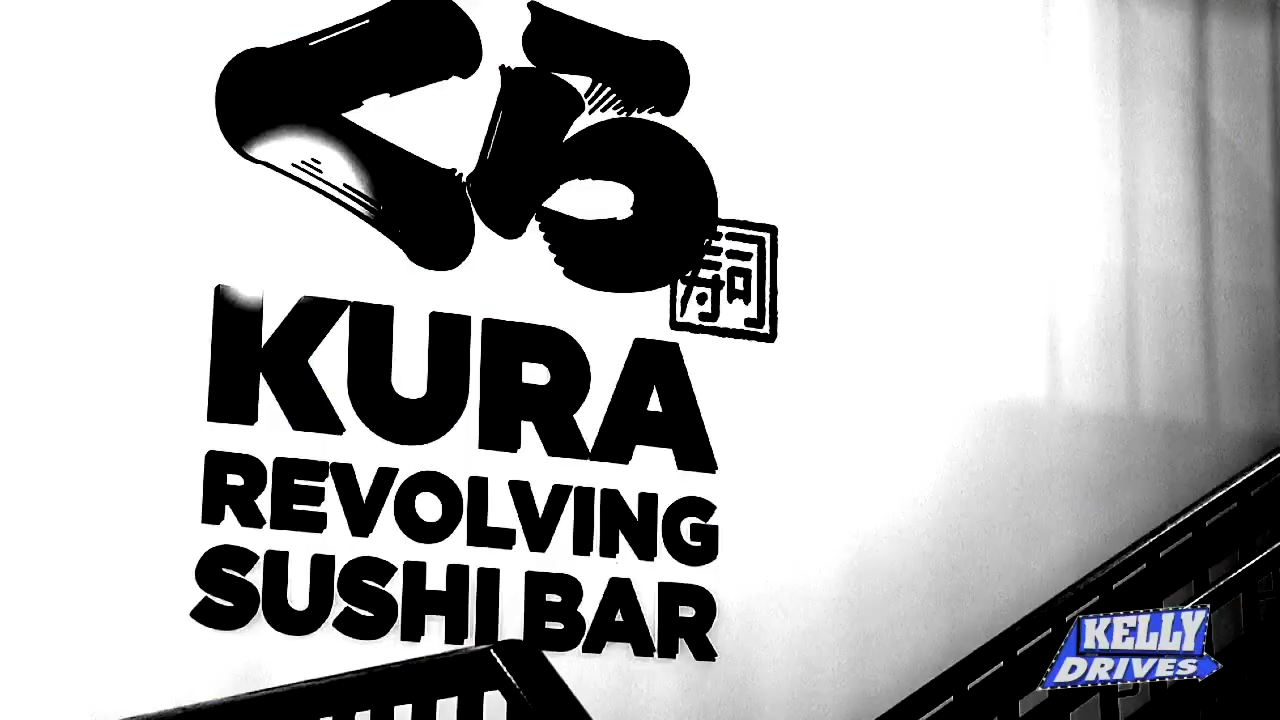 くら
寿司
KURA
REVOLVING
SUSHI BAR
KELLY
DRIVES